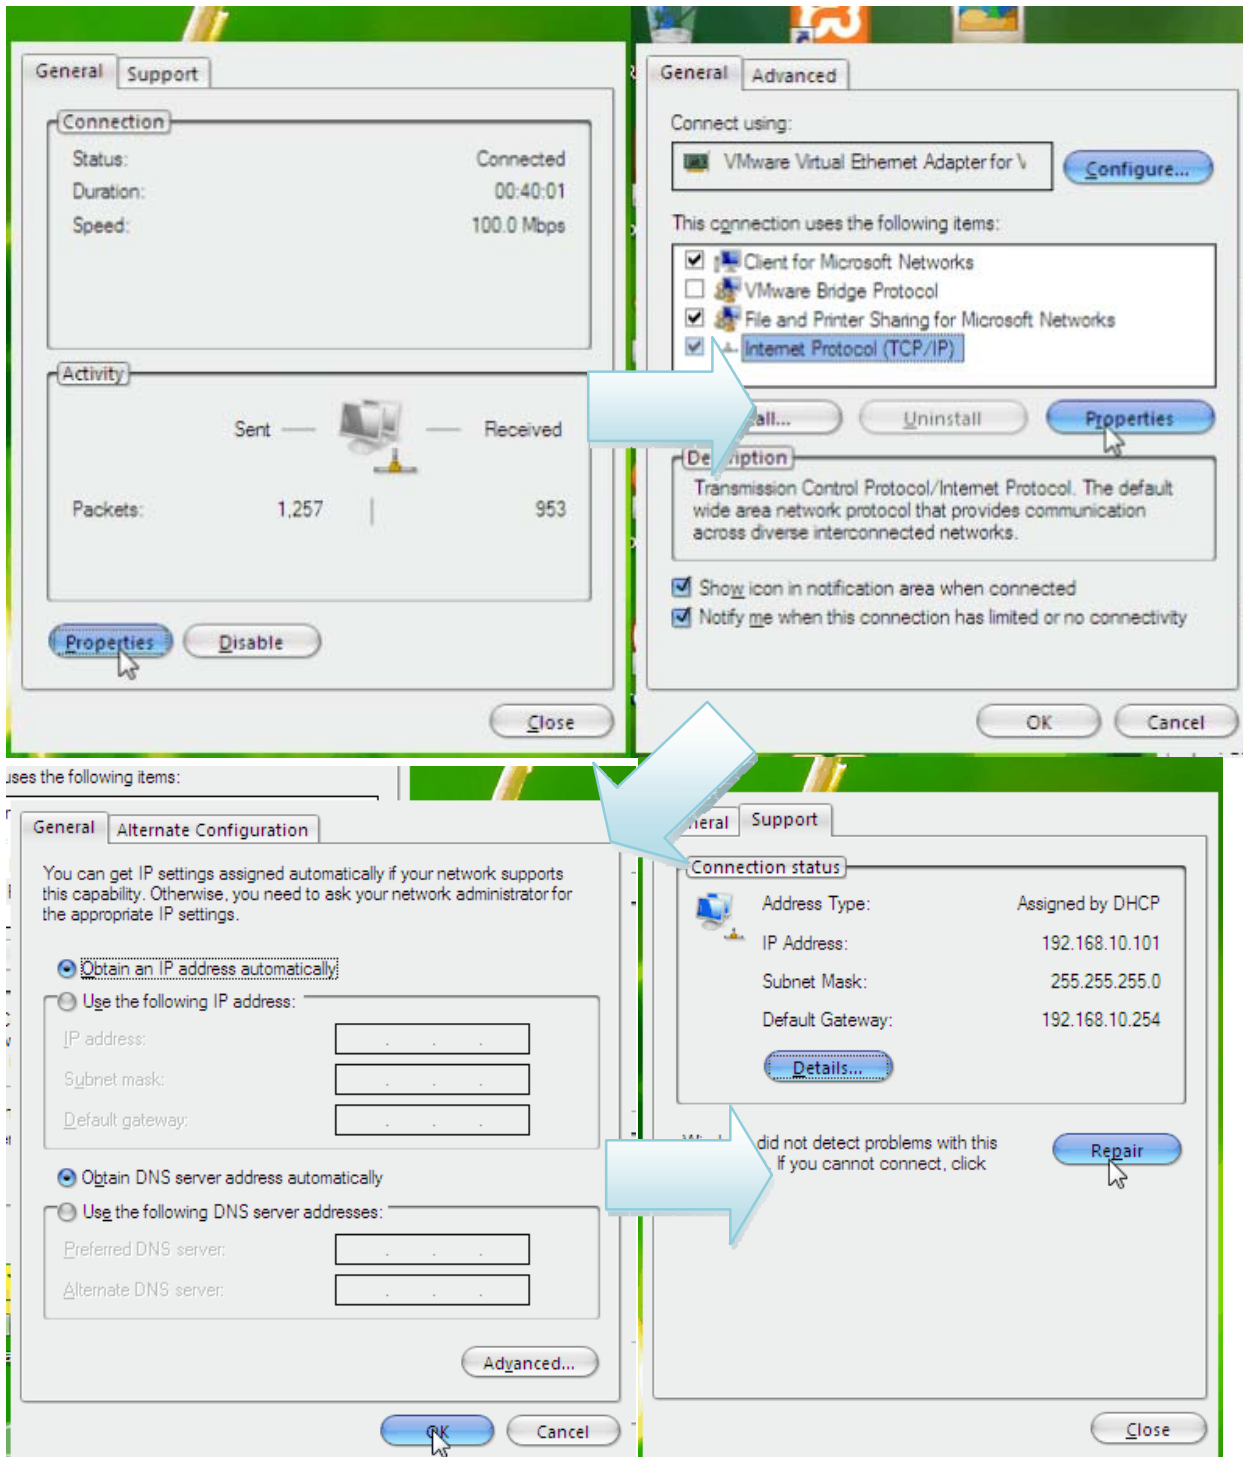 General Support
Connection
Status: Connected
Duration: 00:40:01
Speed: 100.0 Mbps
Activity
Sent Received
Packets: 1,257 953
Properties Disable
Close
General Advanced
Connect using:
VMware Virtual Ethernet Adapter for V
Configure...
This connection uses the following items:
Client for Microsoft Networks
VMware Bridge Protocol
File and Printer Sharing for Microsoft Networks
Internet Protocol (TCP/IP)
all... Uninstall Properties
Transmission Control Protocol/Internet Protocol. The default
wide area network protocol that provides communication
across diverse interconnected networks.
Show icon in notification area when connected
Notify me when this connection has limited or no connectivity
OK Cancel
uses the following items:
General Alternate Configuration
You can get IP settings assigned automatically if your network supports
this capability. Otherwise, you need to ask your network administrator for
the appropriate IP settings.
Obtain an IP address automatically
Use the following IP address:
IP address:
Subnet mask:
Default gateway:
Obtain DNS server address automatically
Use the following DNS server addresses:
Preferred DNS server:
Alternate DNS server:
Advanced...
OK Cancel
neral Support
Connection status
Address Type: Assigned by DHCP
IP Address: 192.168.10.101
Subnet Mask: 255.255.255.0
Default Gateway: 192.168.10.254
Details...
did not detect problems with this
If you cannot connect, click
Repair
Close